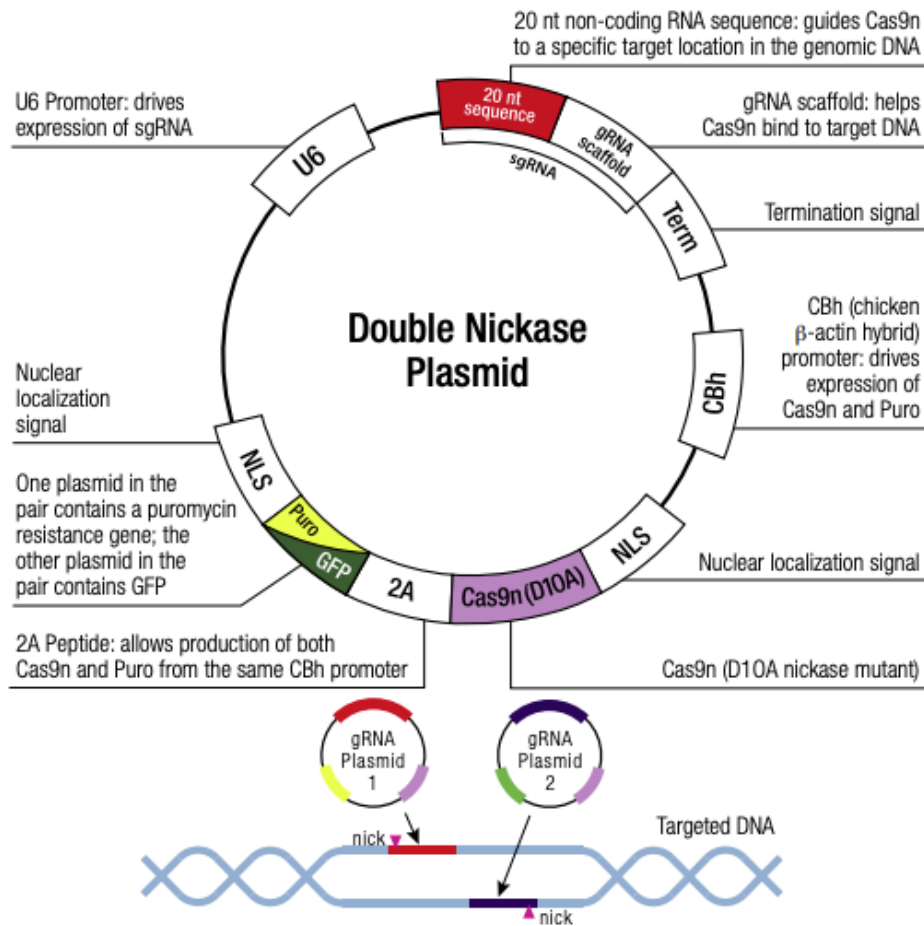 20 nt non-coding RNA sequence: guides Cas9n
to a specific target location in the genomic DNA
U6 Promoter: drives
expression of sgRNA
20 nt
sequence
gRNA
scaffold
sgRNA
gRNA scaffold: helps
Cas9n bind to target DNA
U6
Term
Termination signal
Double Nickase
Plasmid
CBh (chicken
β-actin hybrid)
promoter: drives
expression of
Cas9n and Puro
CBh
Nuclear
localization
signal
NLS
One plasmid in the
pair contains a puromycin
resistance gene; the
other plasmid in the
pair contains GFP
Puro
GFP
2A
Cas9n (D10A)
NLS
Nuclear localization signal
2A Peptide: allows production of both
Cas9n and Puro from the same CBh promoter
Cas9n (D10A nickase mutant)
gRNA
Plasmid
1
gRNA
Plasmid
2
Targeted DNA
nick
nick